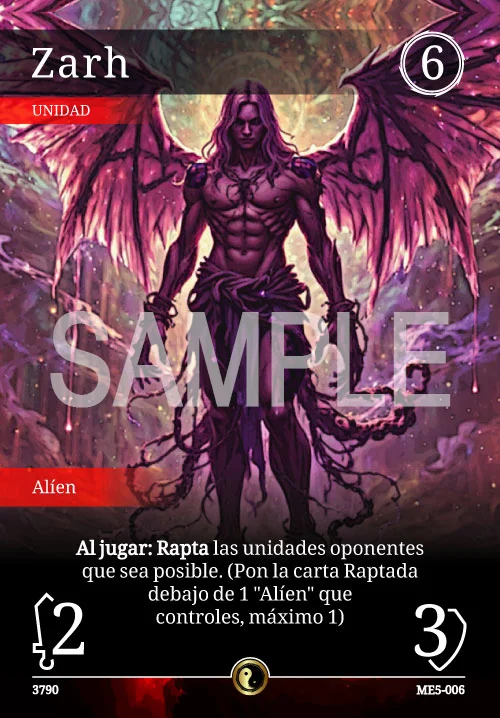 Zarh
6
UNIDAD
SAMPLE
Alíen
Al jugar: Rapta las unidades oponentes
que sea posible. (Pon la carta Raptada
debajo de 1 "Alíen" que
controles, máximo 1)
2
3
3790
ME5-006